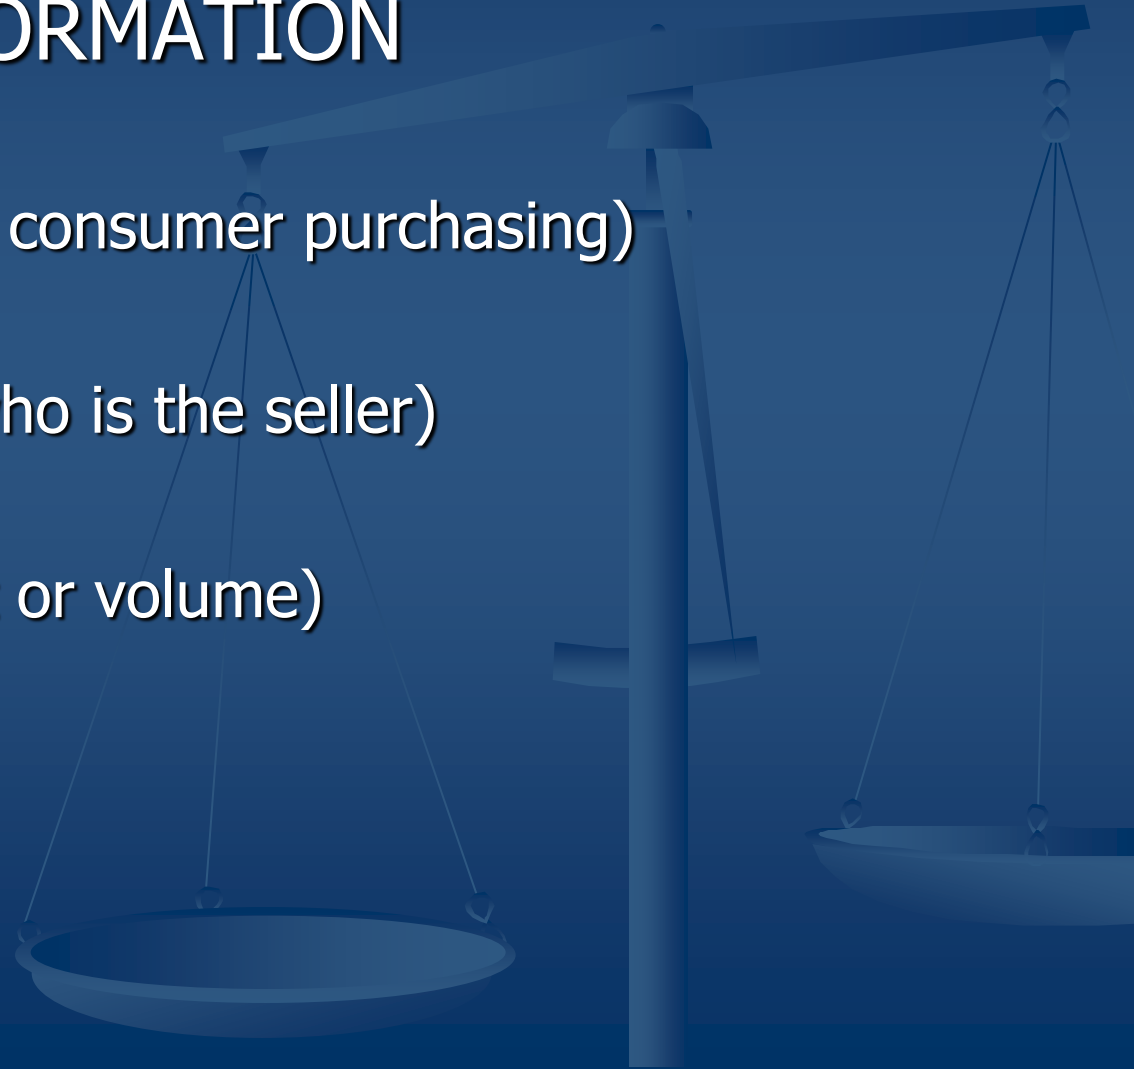 ORMATION
consumer purchasing)
ho is the seller)
or volume)